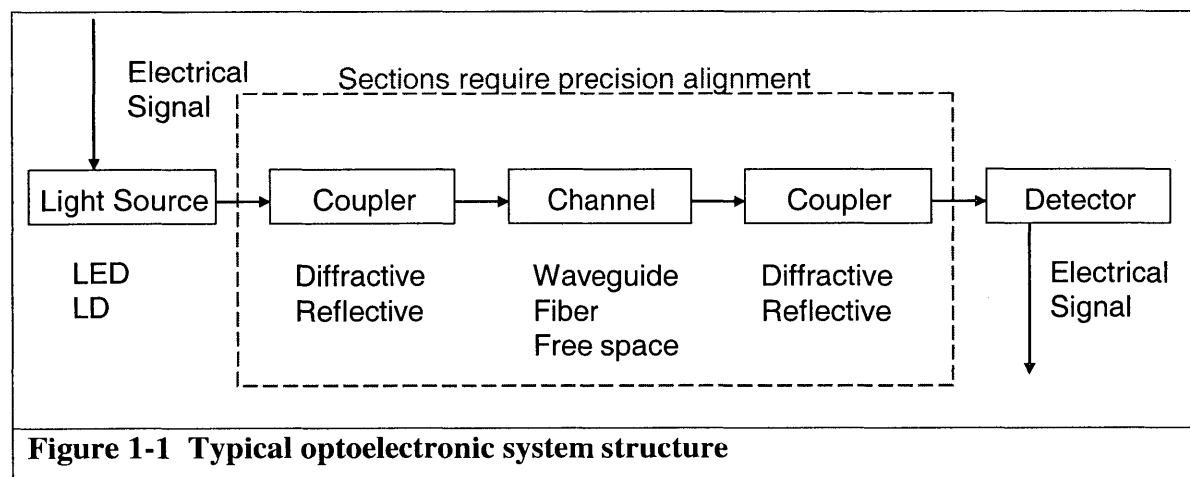 Electrical
Signal
Sections require precision alignment
Light Source
Coupler
Channel
Coupler
Detector
LED
LD
Diffractive
Reflective
Waveguide
Fiber
Free space
Diffractive
Reflective
Electrical
Signal
Figure 1-1 Typical optoelectronic system structure